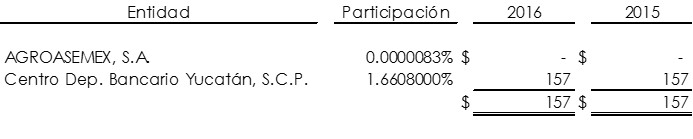 Entidad Participación 2016 2015
AGROASEMEX, S.A. 0.0000083% $ - $ -
Centro Dep. Bancario Yucatán, S.C.P. 1.6608000% 157 157
$ 157 $ 157